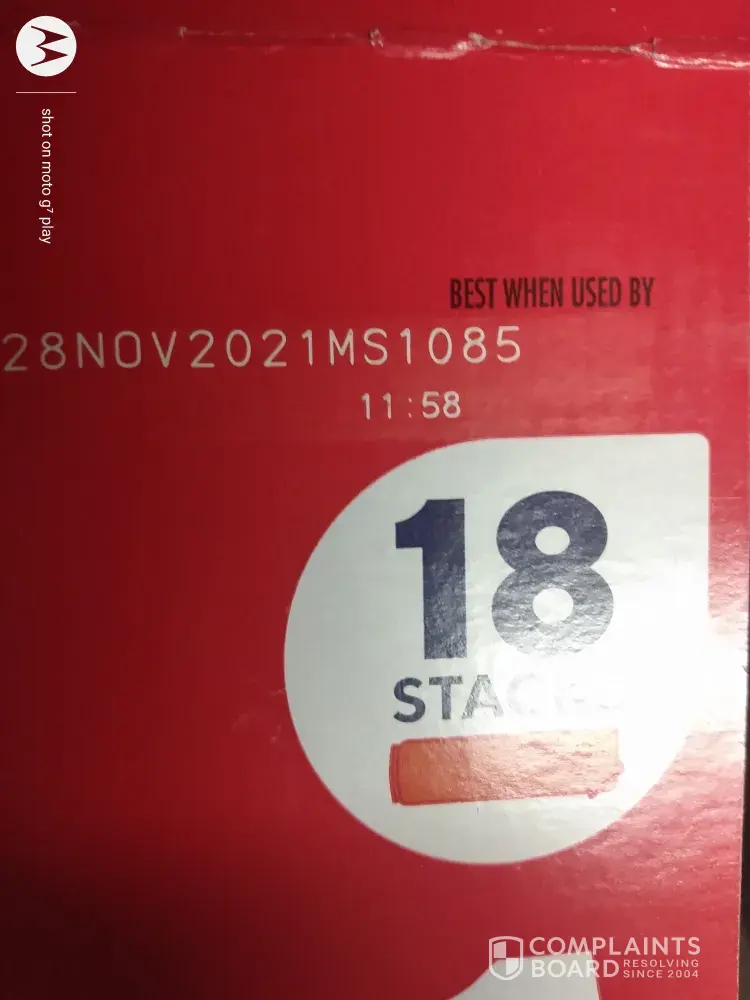 shot on moto g⁷ play
BEST WHEN USED BY
28NOV2021MS1085
11:58
18
COMPLAINTS
BOARD RESOLVING
SINCE 2004